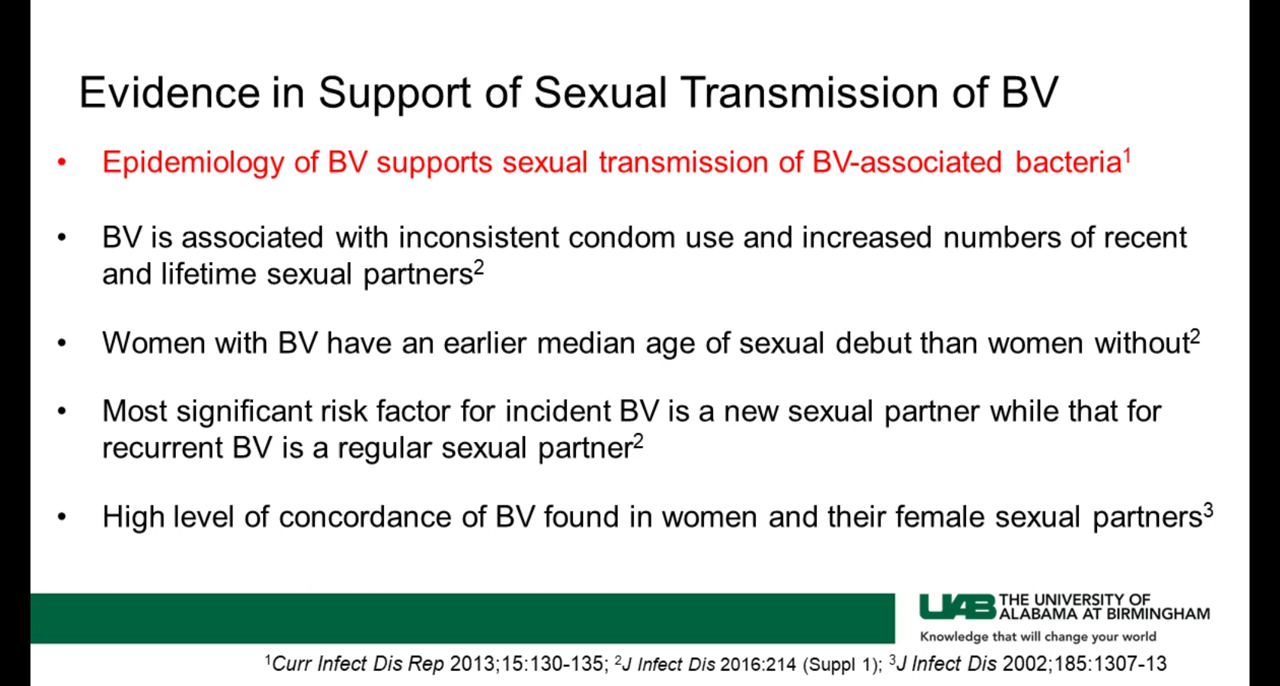 Evidence in Support of Sexual Transmission of BV
• Epidemiology of BV supports sexual transmission of BV-associated bacteria¹
• BV is associated with inconsistent condom use and increased numbers of recent
and lifetime sexual partners²
• Women with BV have an earlier median age of sexual debut than women without²
• Most significant risk factor for incident BV is a new sexual partner while that for
recurrent BV is a regular sexual partner²
• High level of concordance of BV found in women and their female sexual partners³
UAB THE UNIVERSITY OF
ALABAMA AT BIRMINGHAM
Knowledge that will change your world
¹Curr Infect Dis Rep 2013;15:130-135; ²J Infect Dis 2016:214 (Suppl 1); ³J Infect Dis 2002;185:1307-13